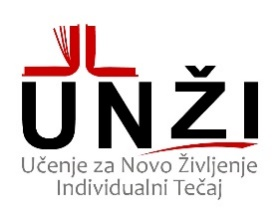 UNŽI
Učenje za Novo Življenje
Individualni Tečaj